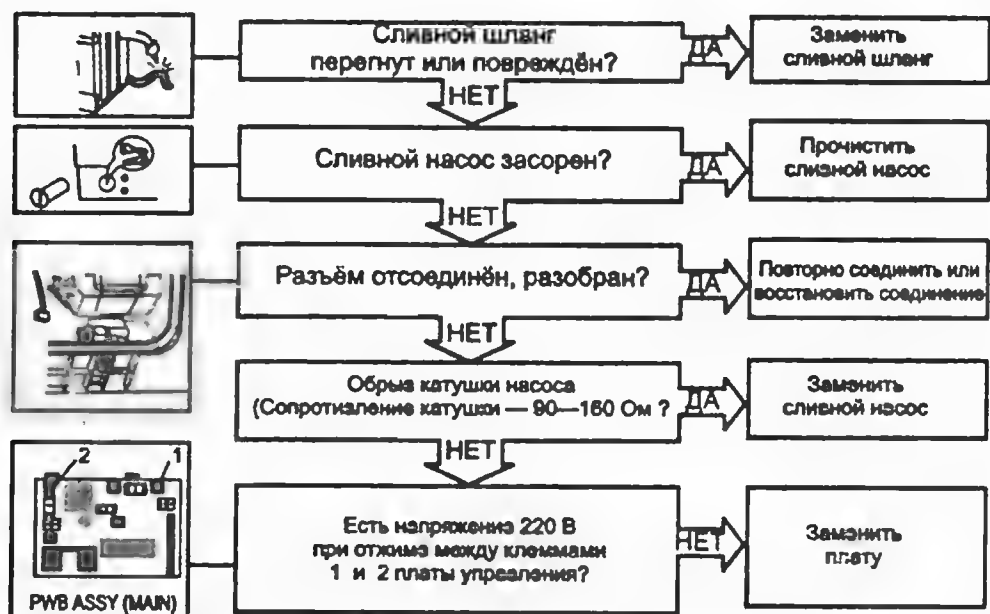 Сливной шланг
перегнут или повреждён?
ДА
Заменить
сливной шланг
НЕТ
Сливной насос засорен?
ДА
Прочистить
сливной насос
НЕТ
Разъём отсоединён, разобран?
ДА
Повторно соединить или
восстановить соединение
НЕТ
Обрыв катушки насоса
(Сопротивление катушки — 90—160 Ом ?
ДА
Заменить
сливной насос
НЕТ
2 1
PWB ASSY (MAIN)
Есть напряжение 220 В
при отжиме между клеммами
1 и 2 платы управления?
НЕТ
Заменить
плату